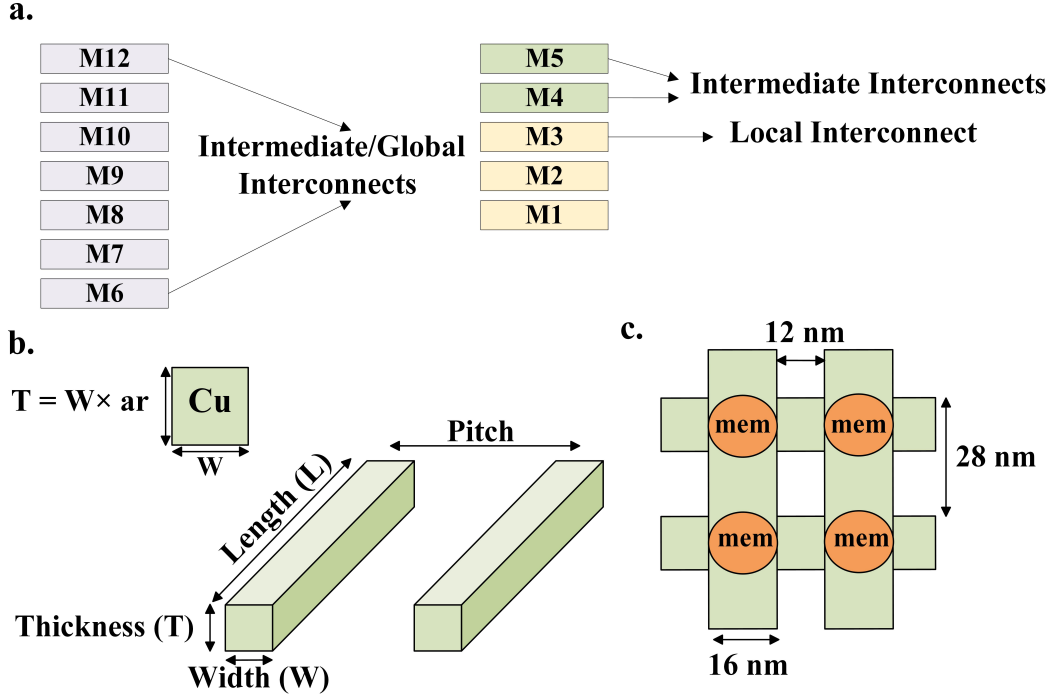 a.
M12
M11
M10
M9
M8
M7
M6
Intermediate/Global
Interconnects
M5
M4
M3
M2
M1
Intermediate Interconnects
Local Interconnect
b.
T = W× ar
Cu
W
Pitch
Length (L)
Thickness (T)
Width (W)
c.
12 nm
mem
mem
28 nm
mem
mem
16 nm